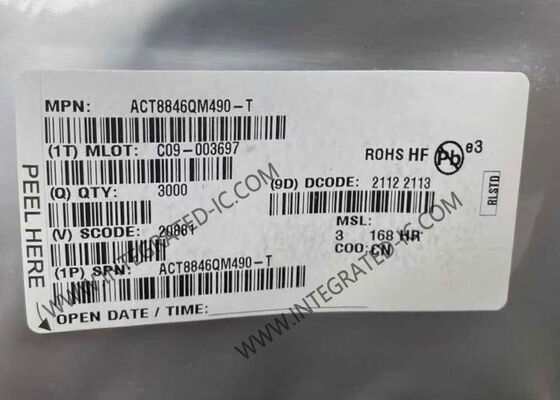 MPN: ACT8846QM490-T
(1T) MLOT: C09-003697
ROHS HF Pb e3
(Q) QTY: 3000
(9D) DCODE: 2112 2113
RLSTD
(V) SCODE: 20887
MSL:
3 168 HR
COO: CN
(1P) SPN: ACT8846QM490-T
OPEN DATE / TIME:
PEEL HERE
WWW.INTEGRATED-IC.COM
WWW.INTEGRATED-IC.COM